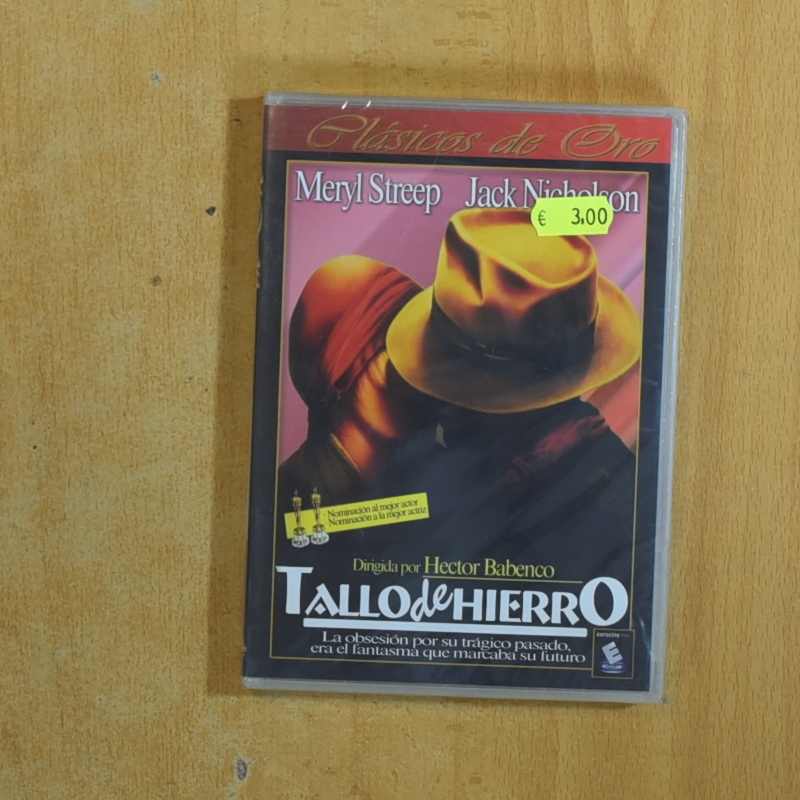 Clásicos de Oro
Meryl Streep Jack Nicholson
€ 3.00
- Nominación al mejor actor
- Nominación a la mejor actriz
Dirigida por Hector Babenco
TALLO de HIERRO
La obsesión por su trágico pasado,
era el fantasma que marcaba su futuro
E